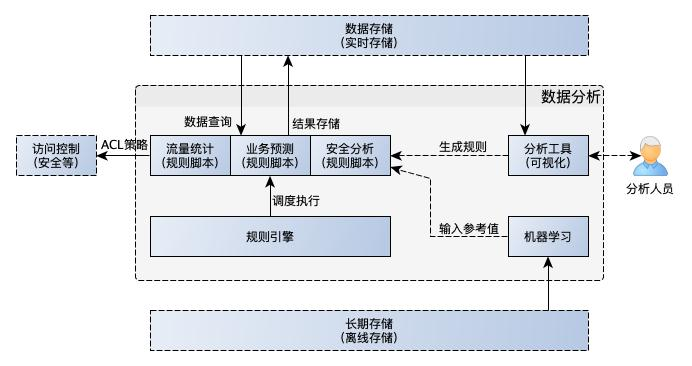 数据存储
(实时存储)
数据分析
数据查询
结果存储
访问控制
(安全等)
ACL策略
流量统计
(规则脚本)
业务预测
(规则脚本)
安全分析
(规则脚本)
生成规则
分析工具
(可视化)
分析人员
调度执行
规则引擎
输入参考值
机器学习
长期存储
(离线存储)